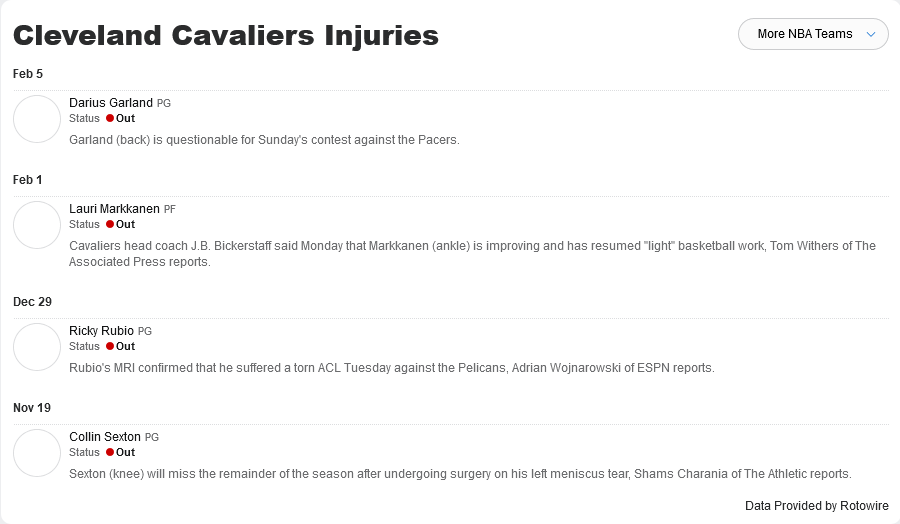 Cleveland Cavaliers Injuries
More NBA Teams
Feb 5
Darius Garland PG
Status Out
Garland (back) is questionable for Sunday's contest against the Pacers.
Feb 1
Lauri Markkanen PF
Status Out
Cavaliers head coach J.B. Bickerstaff said Monday that Markkanen (ankle) is improving and has resumed "light" basketball work, Tom Withers of The
Associated Press reports.
Dec 29
Ricky Rubio PG
Status Out
Rubio's MRI confirmed that he suffered a torn ACL Tuesday against the Pelicans, Adrian Wojnarowski of ESPN reports.
Nov 19
Collin Sexton PG
Status Out
Sexton (knee) will miss the remainder of the season after undergoing surgery on his left meniscus tear, Shams Charania of The Athletic reports.
Data Provided by Rotowire